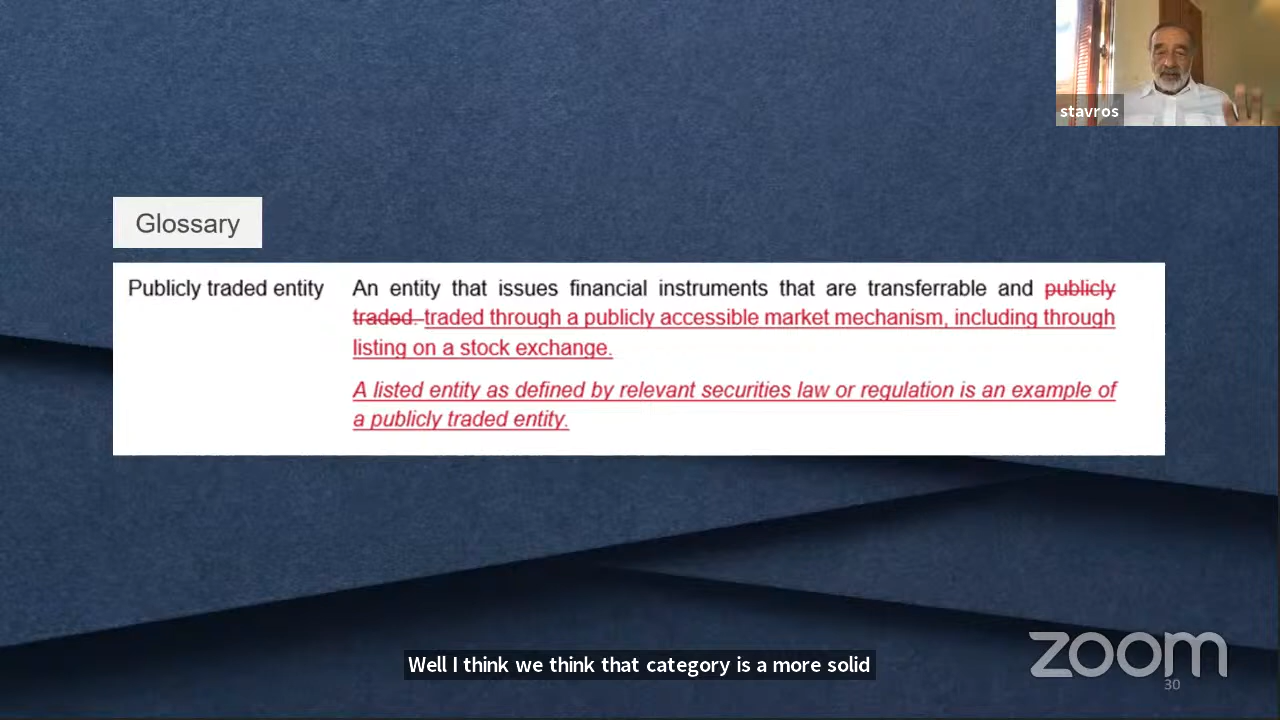 stavros
Glossary
Publicly traded entity
An entity that issues financial instruments that are transferrable and publicly
traded. traded through a publicly accessible market mechanism, including through
listing on a stock exchange.
A listed entity as defined by relevant securities law or regulation is an example of
a publicly traded entity.
Well I think we think that category is a more solid
zoom
30